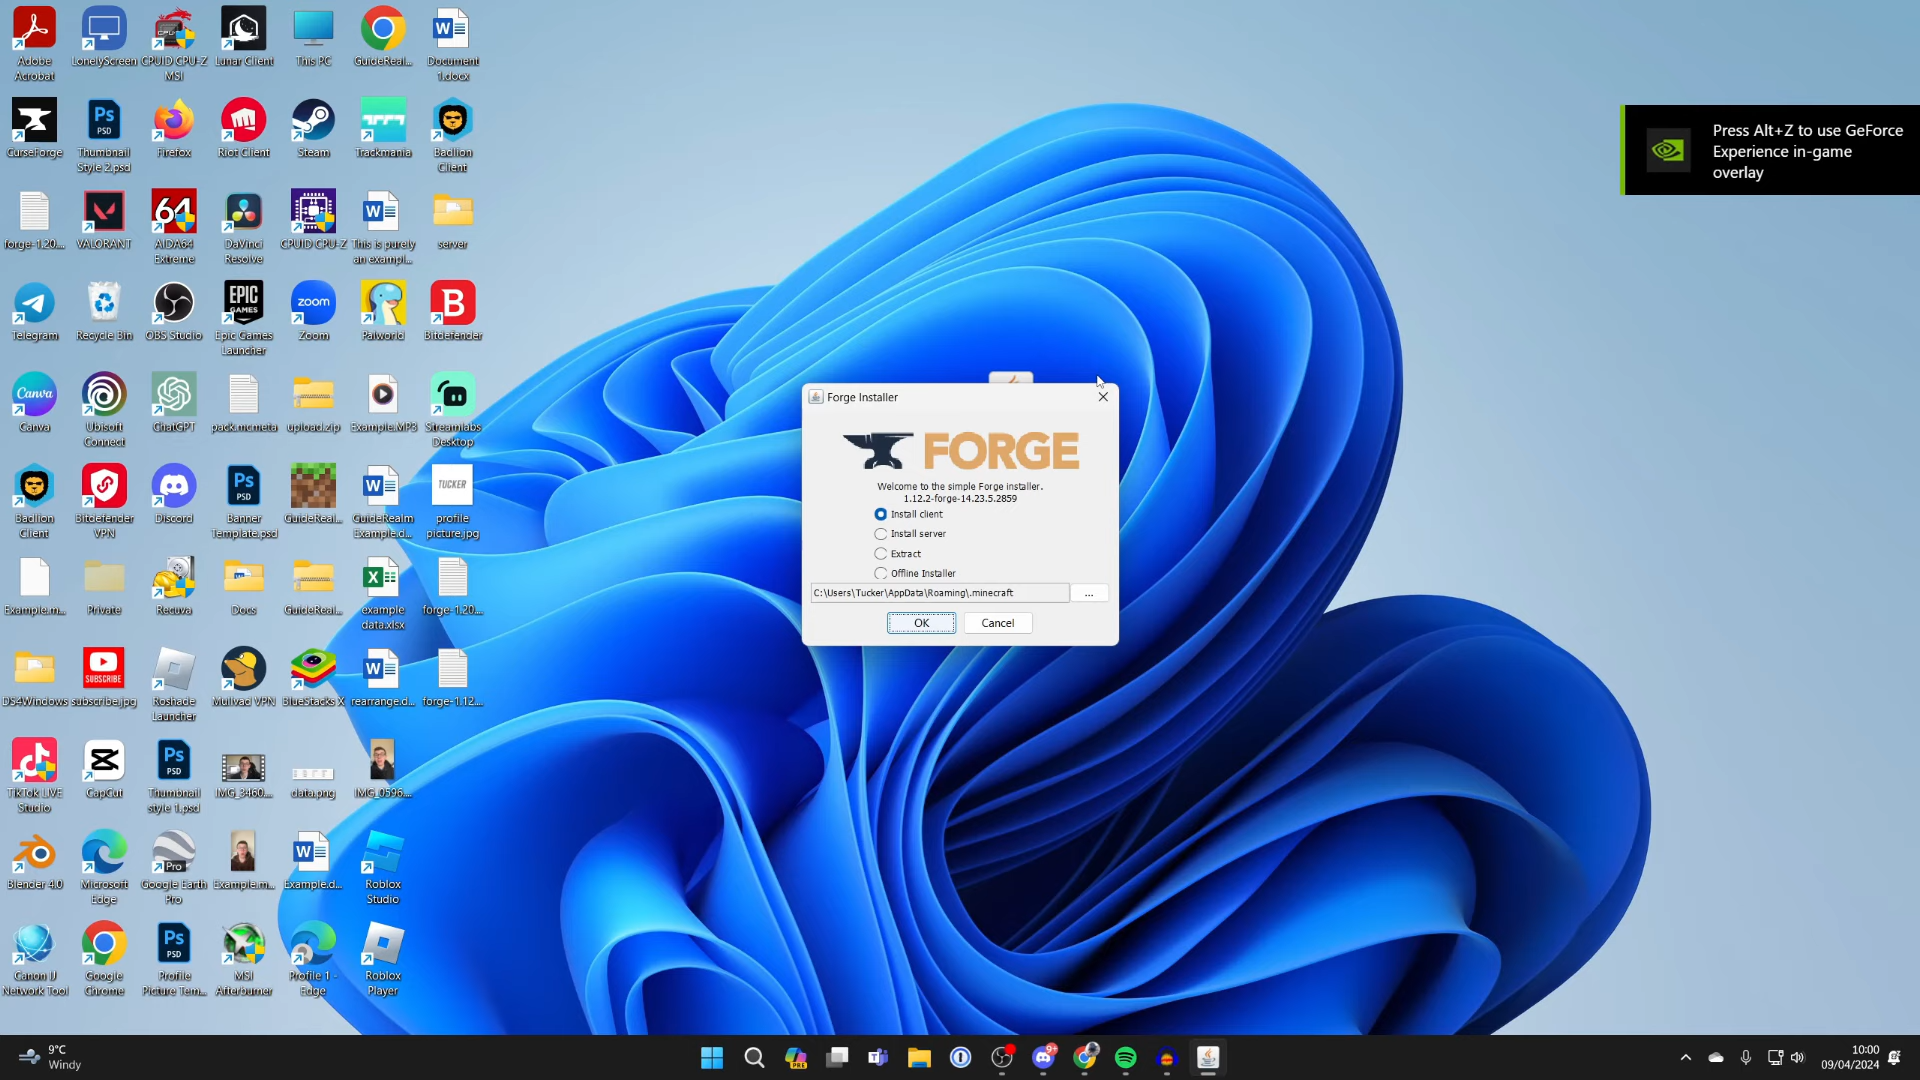 Adobe
Acrobat
LonelyScreen
CPUID CPU-Z
MSI
Lunar Client
This PC
GuideReal...
Document
1.docx
CurseForge
Thumbnail
Style 2.psd
Firefox
Riot Client
Steam
Trackmania
Badlion
Client
forge-1.20...
VALORANT
AIDA64
Extreme
DaVinci
Resolve
CPUID CPU-Z
This is purely
an exampl...
server
Telegram
Recycle Bin
OBS Studio
Epic Games
Launcher
Zoom
Palworld
Bitdefender
Canva
Ubisoft
Connect
ChatGPT
pack.mcmeta
upload.zip
Example.MP3
Streamlabs
Desktop
Badlion
Client
Bitdefender
VPN
Discord
Banner
Template.psd
GuideReal...
GuideRealm
Example.d...
TUCKER
profile
picture.jpg
Example.m...
Private
Recuva
Docs
GuideReal...
example
data.xlsx
forge-1.20...
DS4Windows
SUBSCRIBE
subscribe.jpg
Roshade
Launcher
Mullvad VPN
BlueStacks X
rearrange.d...
forge-1.12...
TikTok LIVE
Studio
CapCut
Thumbnail
style 1.psd
IMG_3460...
data.png
IMG_0596...
Blender 4.0
Microsoft
Edge
Google Earth
Pro
Example.m...
Example.d...
Roblox
Studio
Canon IJ
Network Tool
Google
Chrome
Profile
Picture Tem...
MSI
Afterburner
Profile 1 -
Edge
Roblox
Player
Press Alt+Z to use GeForce
Experience in-game
overlay
Forge Installer
FORGE
Welcome to the simple Forge installer.
1.12.2-forge-14.23.5.2859
Install client
Install server
Extract
Offline Installer
C:\Users\Tucker\AppData\Roaming\.minecraft
...
OK
Cancel
9°C
Windy
10:00
09/04/2024